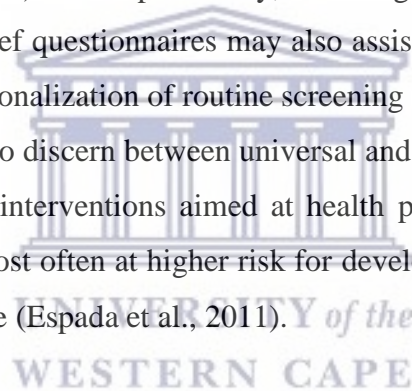 ef questionnaires may also assis
onalization of routine screening
o discern between universal and
interventions aimed at health p
ost often at higher risk for devel
e (Espada et al., 2011).
UNIVERSITY of the
WESTERN CAPE